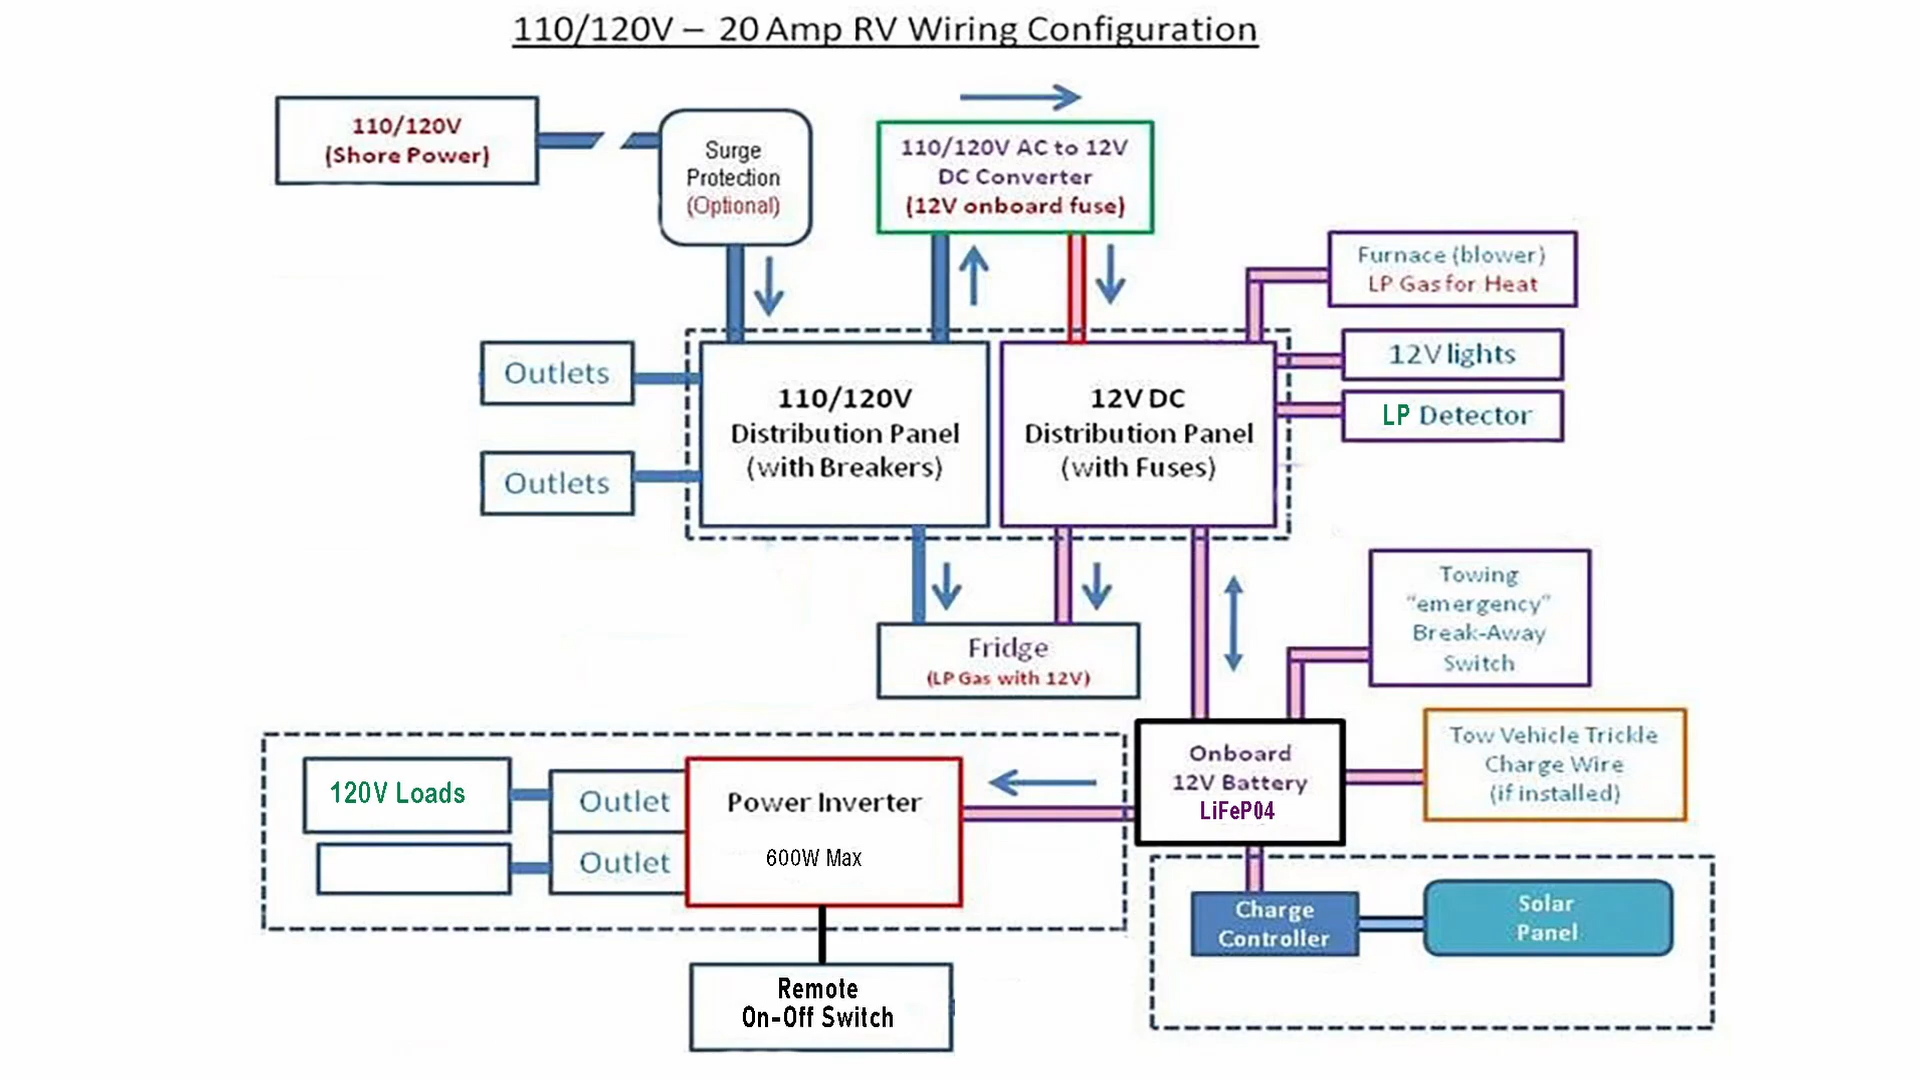 110/120V – 20 Amp RV Wiring Configuration
110/120V
(Shore Power)
Surge
Protection
(Optional)
110/120V AC to 12V
DC Converter
(12V onboard fuse)
Furnace (blower)
LP Gas for Heat
12V lights
LP Detector
Outlets
Outlets
110/120V
Distribution Panel
(with Breakers)
12V DC
Distribution Panel
(with Fuses)
Fridge
(LP Gas with 12V)
Towing
"emergency"
Break-Away
Switch
Onboard
12V Battery
LiFeP04
Tow Vehicle Trickle
Charge Wire
(if installed)
120V Loads
Outlet
Outlet
Power Inverter
600W Max
Charge
Controller
Solar
Panel
Remote
On-Off Switch